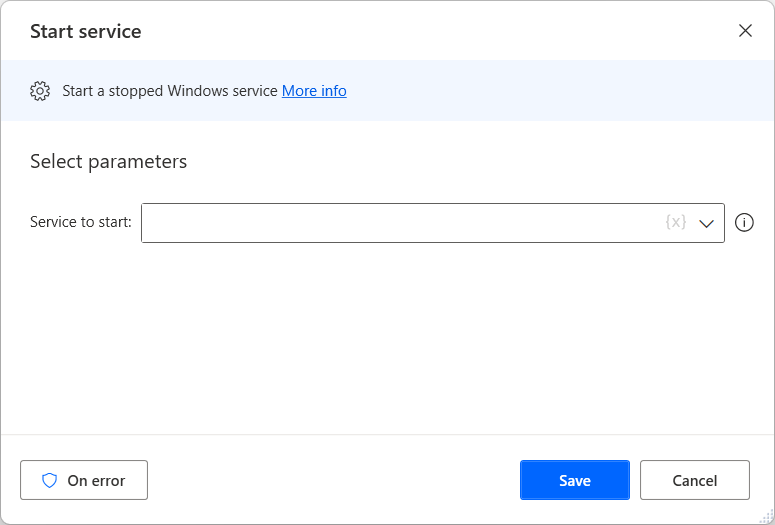 Start service
Start a stopped Windows service More info
Select parameters
Service to start: {x}
On error
Save
Cancel